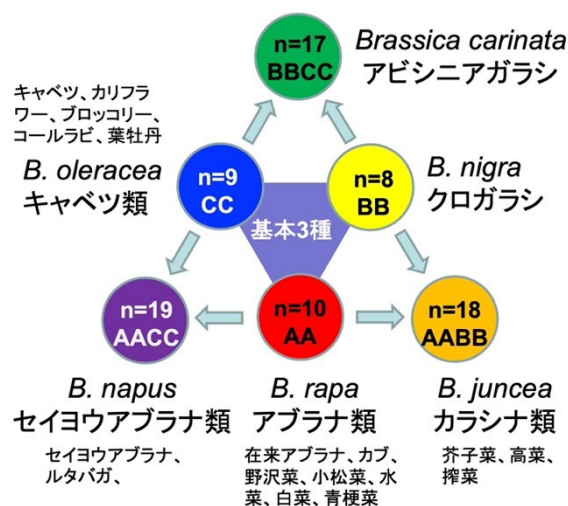 n=17
BBCC
Brassica carinata
アビシニアガラシ
キャベツ、カリフラ
ワー、ブロッコリー、
コールラビ、葉牡丹
B. oleracea
キャベツ類
n=9
CC
n=8
BB
B. nigra
クロガラシ
基本3種
n=19
AACC
n=10
AA
n=18
AABB
B. napus
セイヨウアブラナ類
セイヨウアブラナ、
ルタバガ、
B. rapa
アブラナ類
在来アブラナ、カブ、
野沢菜、小松菜、水
菜、白菜、青梗菜
B. juncea
カラシナ類
芥子菜、高菜、
搾菜